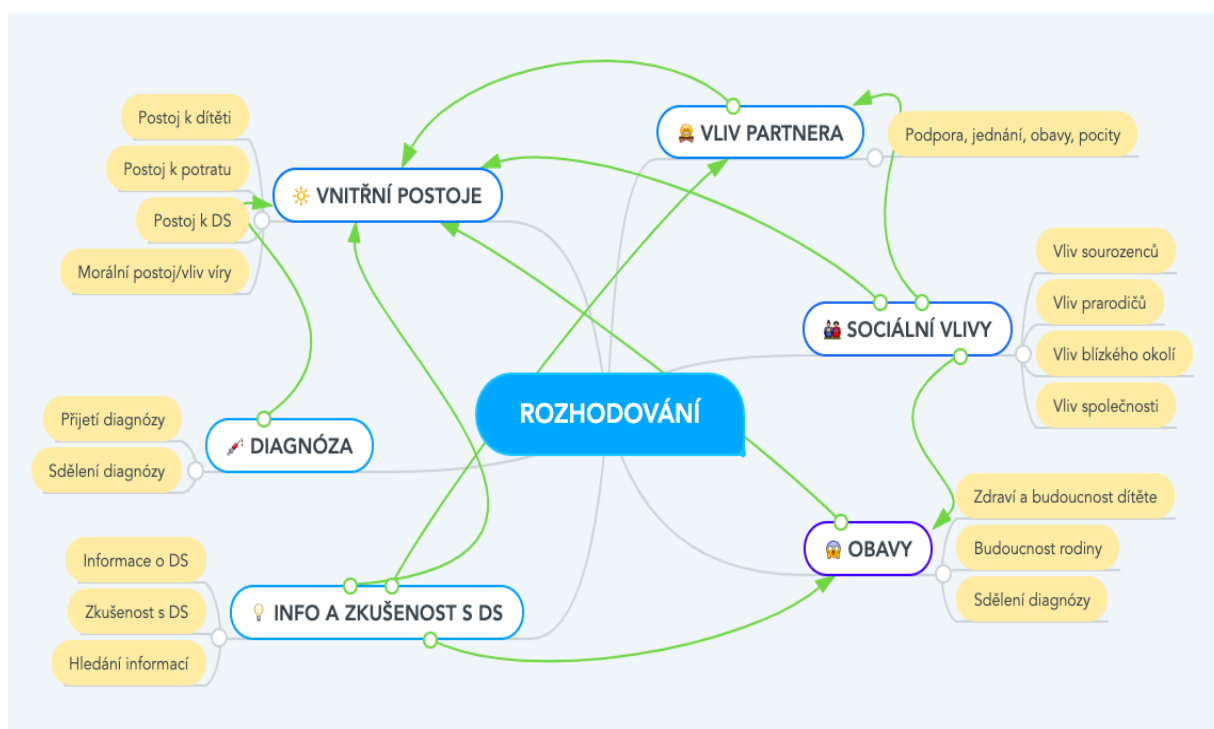 Postoj k dítěti
Postoj k potratu
Postoj k DS
Morální postoj/vliv víry
VNITŘNÍ POSTOJE
VLIV PARTNERA
Podpora, jednání, obavy, pocity
SOCIÁLNÍ VLIVY
Vliv sourozenců
Vliv prarodičů
Vliv blízkého okolí
Vliv společnosti
ROZHODOVÁNÍ
Přijetí diagnózy
Sdělení diagnózy
DIAGNÓZA
OBAVY
Zdraví a budoucnost dítěte
Budoucnost rodiny
Sdělení diagnózy
Informace o DS
Zkušenost s DS
Hledání informací
INFO A ZKUŠENOST S DS